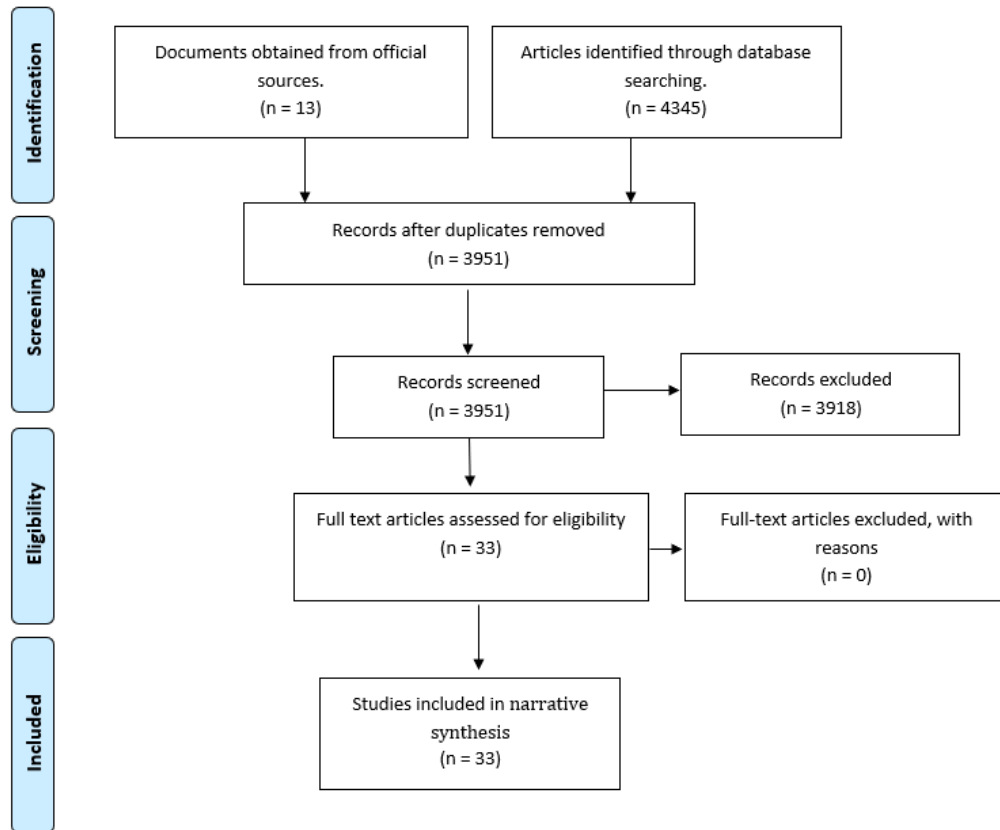 Identification
Documents obtained from official
sources.
(n = 13)
Articles identified through database
searching.
(n = 4345)
Screening
Records after duplicates removed
(n = 3951)
Records screened
(n = 3951)
Records excluded
(n = 3918)
Eligibility
Full text articles assessed for eligibility
(n = 33)
Full-text articles excluded, with
reasons
(n = 0)
Included
Studies included in narrative
synthesis
(n = 33)